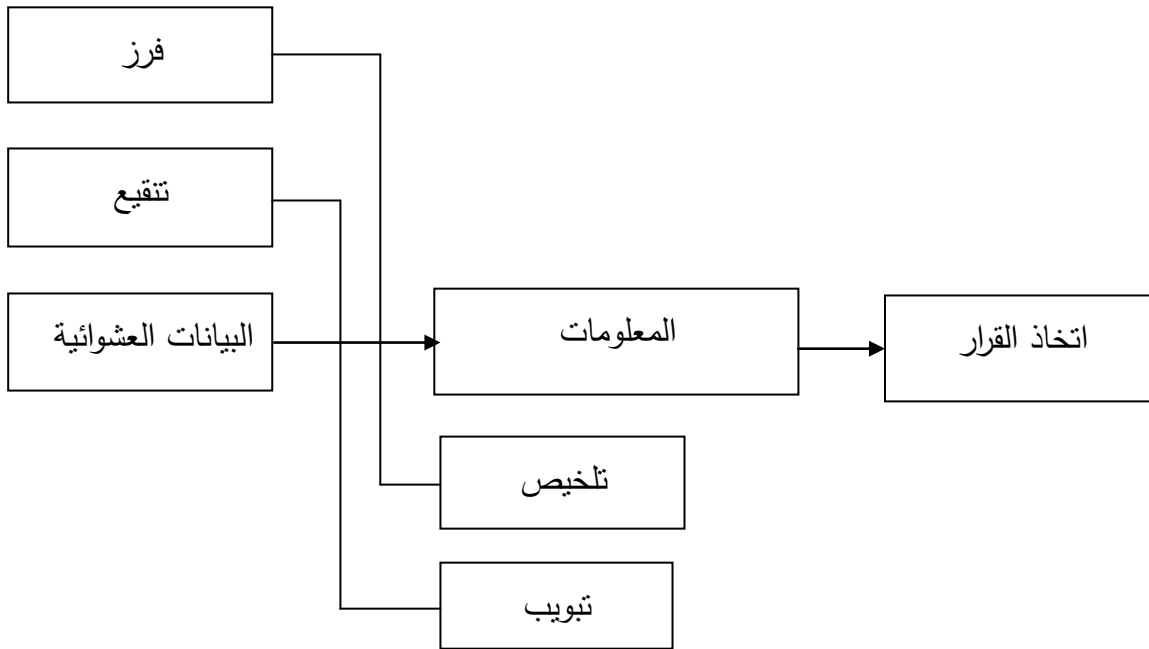 فرز
تنقيع
البيانات العشوائية
المعلومات
اتخاذ القرار
تلخيص
تبويب